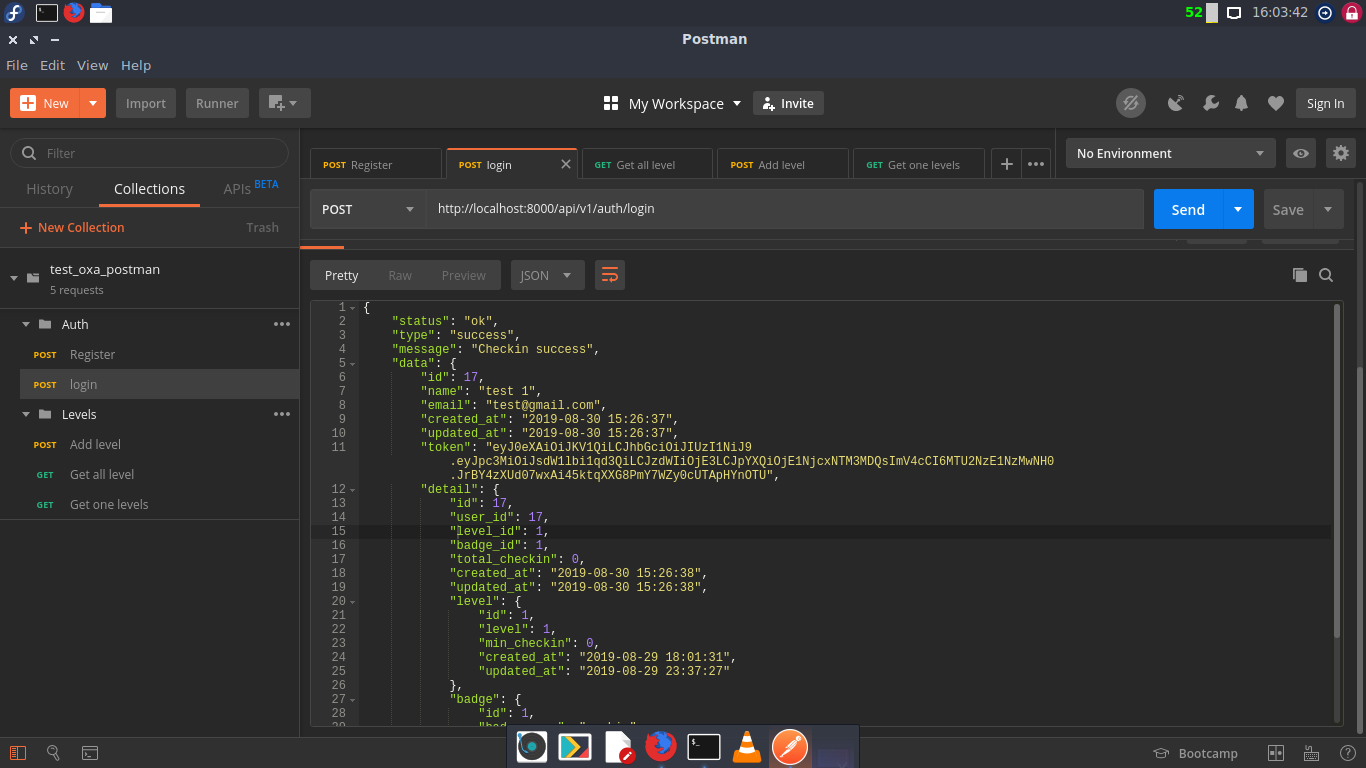 52 16:03:42
Postman
File Edit View Help
New Import Runner My Workspace Invite Sign In
Filter
History Collections APIs BETA
New Collection Trash
test_oxa_postman
5 requests
Auth
POST Register
POST login
Levels
POST Add level
GET Get all level
GET Get one levels
POST Register POST login GET Get all level POST Add level GET Get one levels No Environment
POST http://localhost:8000/api/v1/auth/login Send Save
Pretty Raw Preview JSON
1 {
2 "status": "ok",
3 "type": "success",
4 "message": "Checkin success",
5 "data": {
6 "id": 17,
7 "name": "test 1",
8 "email": "test@gmail.com",
9 "created_at": "2019-08-30 15:26:37",
10 "updated_at": "2019-08-30 15:26:37",
11 "token": "eyJ0eXAiOiJKV1QiLCJhbGciOiJIUzI1NiJ9
.eyJpc3MiOiJsdW1lbi1qd3QiLCJzdWIiOjE3LCJpYXQiOjE1NjcxNTM3MDQsImV4cCI6MTU2NzE1NzMwNH0
.JrBY4zXUd07wxAi45ktqXXG8PmY7WZy0cUTApHYnOTU",
12 "detail": {
13 "id": 17,
14 "user_id": 17,
15 "level_id": 1,
16 "badge_id": 1,
17 "total_checkin": 0,
18 "created_at": "2019-08-30 15:26:38",
19 "updated_at": "2019-08-30 15:26:38",
20 "level": {
21 "id": 1,
22 "level": 1,
23 "min_checkin": 0,
24 "created_at": "2019-08-29 18:01:31",
25 "updated_at": "2019-08-29 23:37:27"
26 },
27 "badge": {
28 "id": 1,
Bootcamp